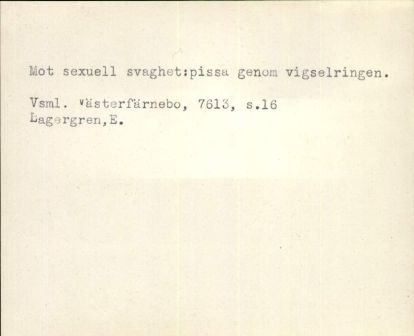 Mot sexuell svaghet:pissa genom vigselringen.
Vsml. Västerfärnebo, 7613, s.16
Lagergren,E.